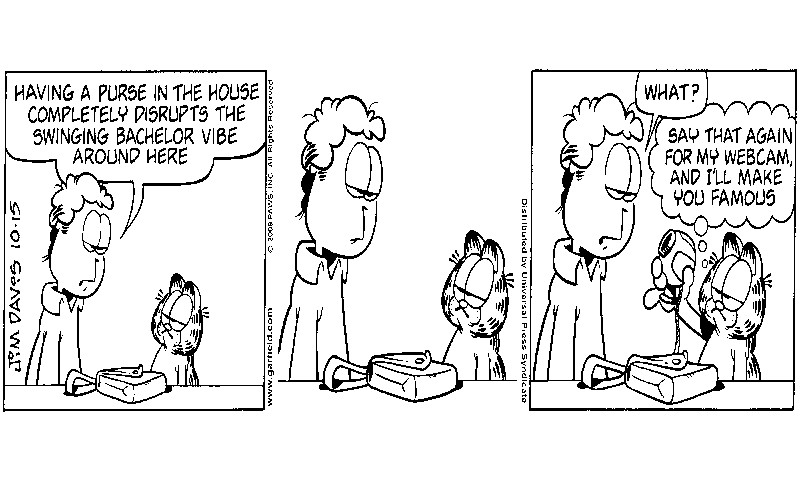 HAVING A PURSE IN THE HOUSE
COMPLETELY DISRUPTS THE
SWINGING BACHELOR VIBE
AROUND HERE
JIM DAVIS 10·15
© 2009 PAWS, INC. All Rights Reserved
www.garfield.com
Distributed by Universal Press Syndicate
WHAT?
SAY THAT AGAIN
FOR MY WEBCAM,
AND I'LL MAKE
YOU FAMOUS